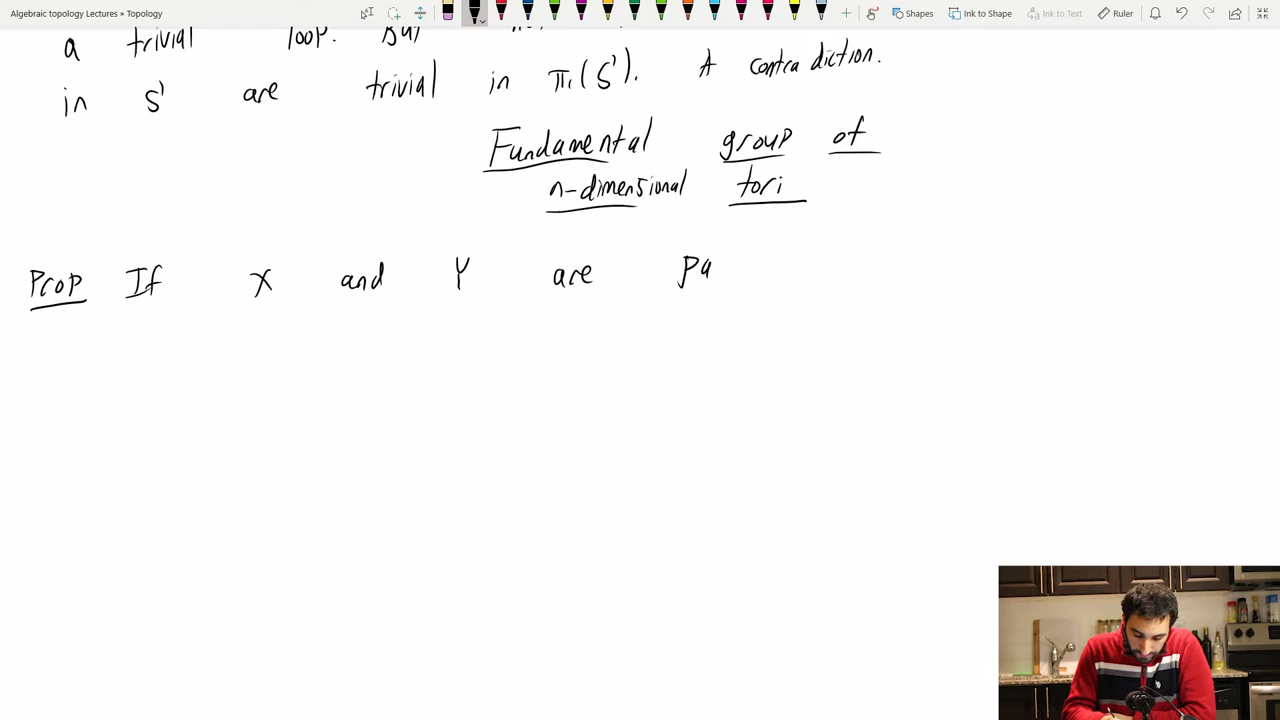 Algebraic topology Lectures » Topology
Shapes
Ink to Shape
Ink to Text
Ruler
a trivial loop. But
in S¹ are trivial in π₁(S¹). A contradiction.
Fundamental group of
n-dimensional tori
Prop If X and Y are pa